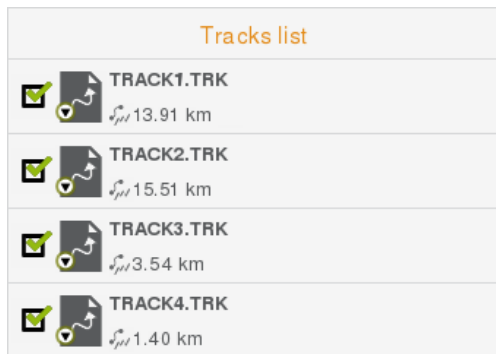 Tracks list
TRACK1.TRK
13.91 km
TRACK2.TRK
15.51 km
TRACK3.TRK
3.54 km
TRACK4.TRK
1.40 km